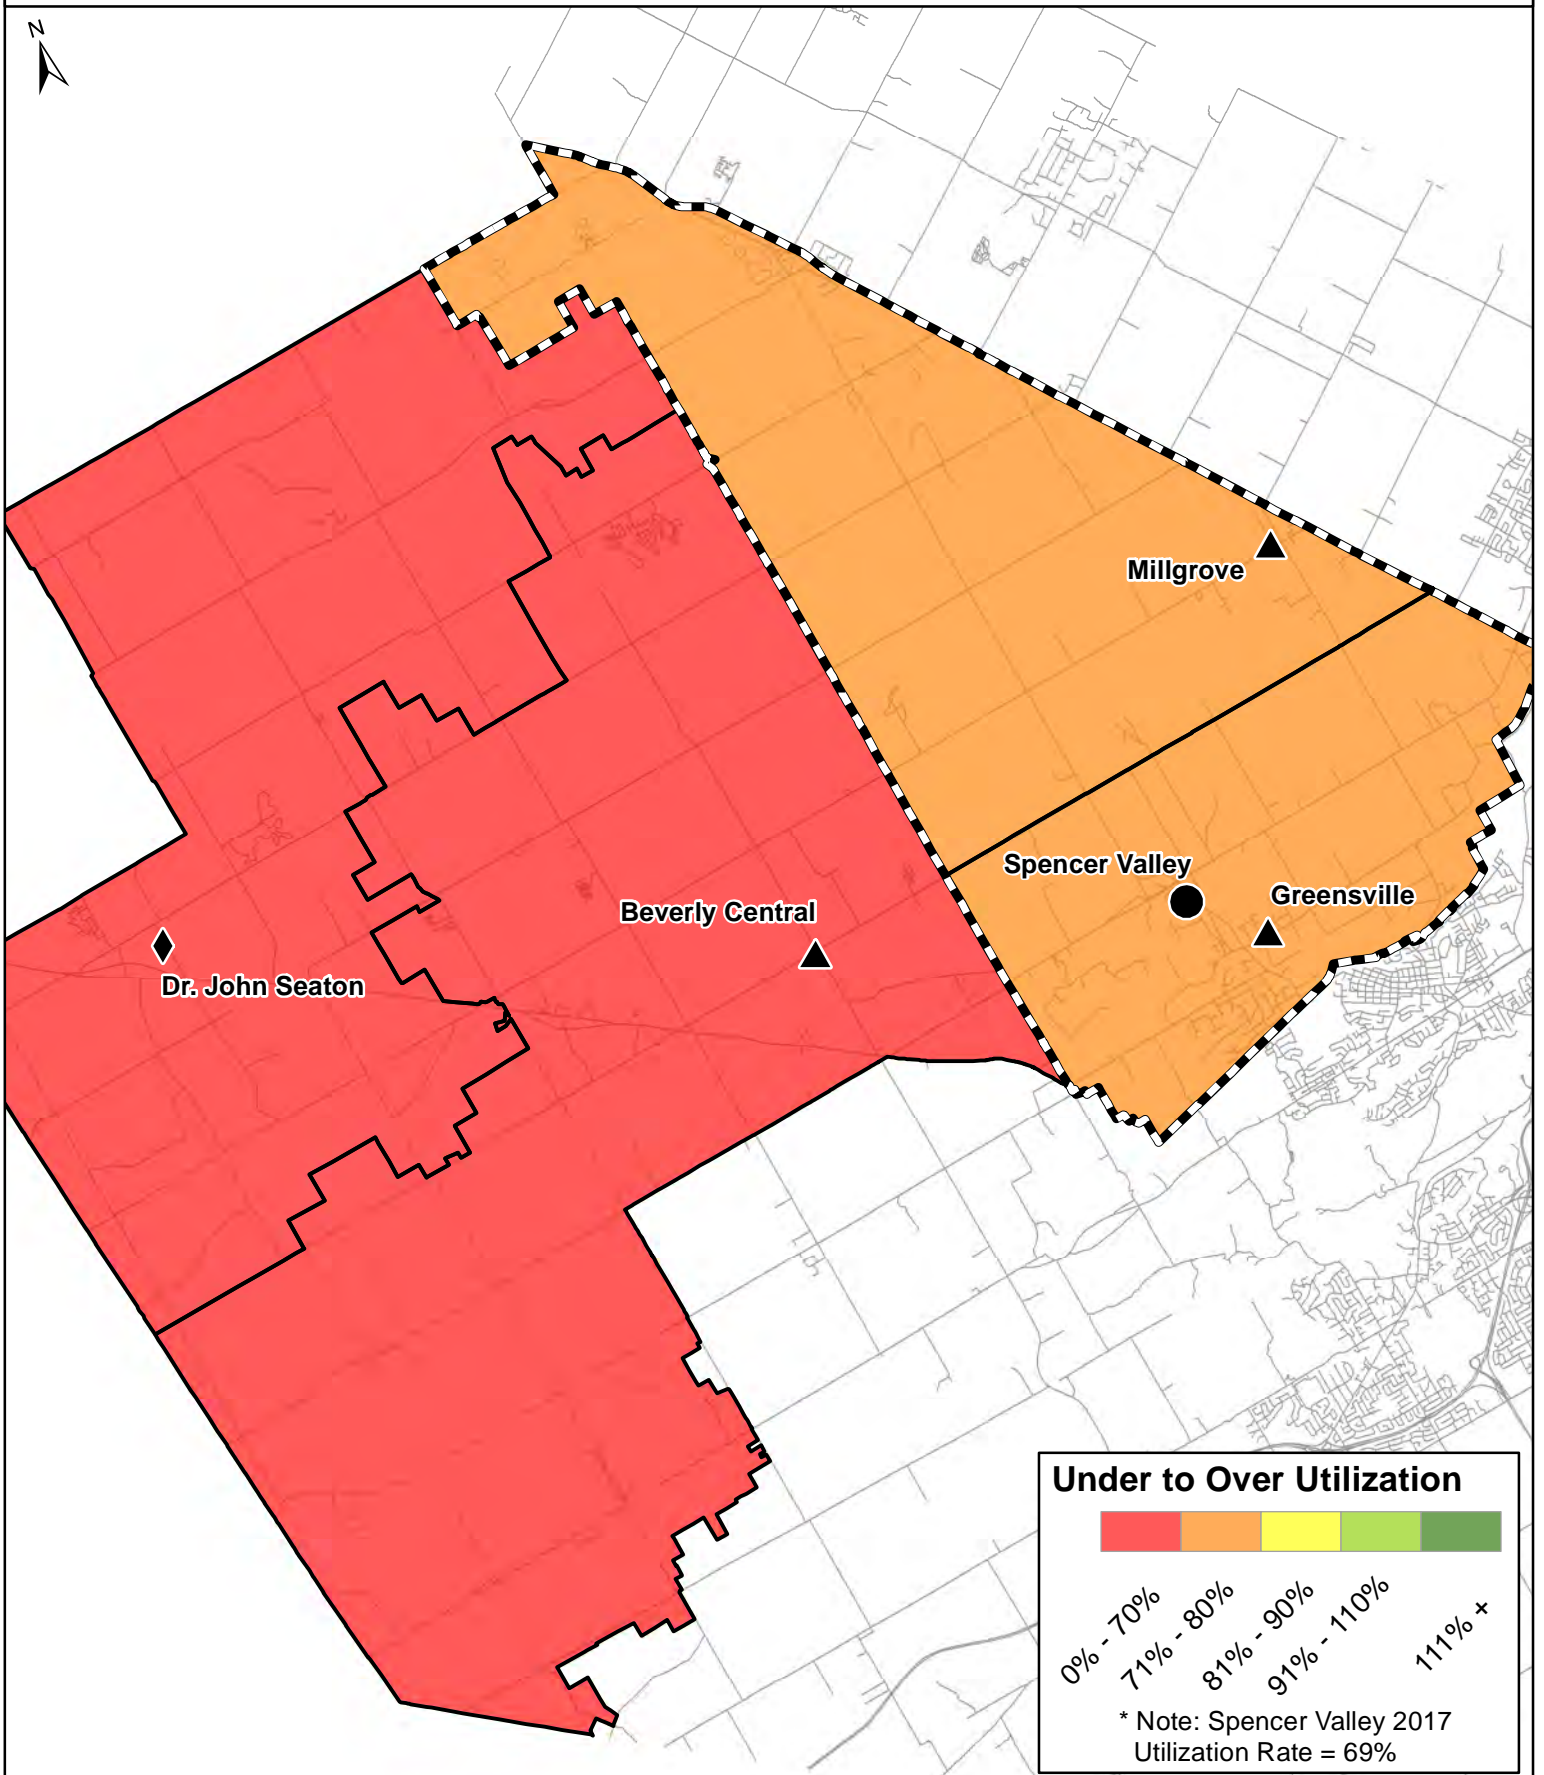 N
Millgrove
Spencer Valley
Greensville
Beverly Central
Dr. John Seaton
Under to Over Utilization
0% - 70%
71% - 80%
81% - 90%
91% - 110%
111% +
* Note: Spencer Valley 2017
Utilization Rate = 69%